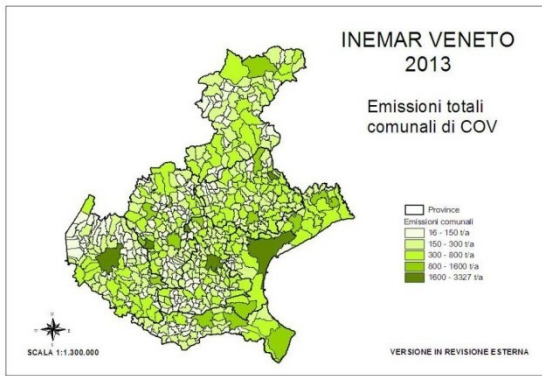 INEMAR VENETO
2013
Emissioni totali
comunali di COV
Province
Emissioni comunali
16 - 150 t/a
150 - 300 t/a
300 - 800 t/a
800 - 1600 t/a
1600 - 3327 t/a
SCALA 1:1.300.000
VERSIONE IN REVISIONE ESTERNA